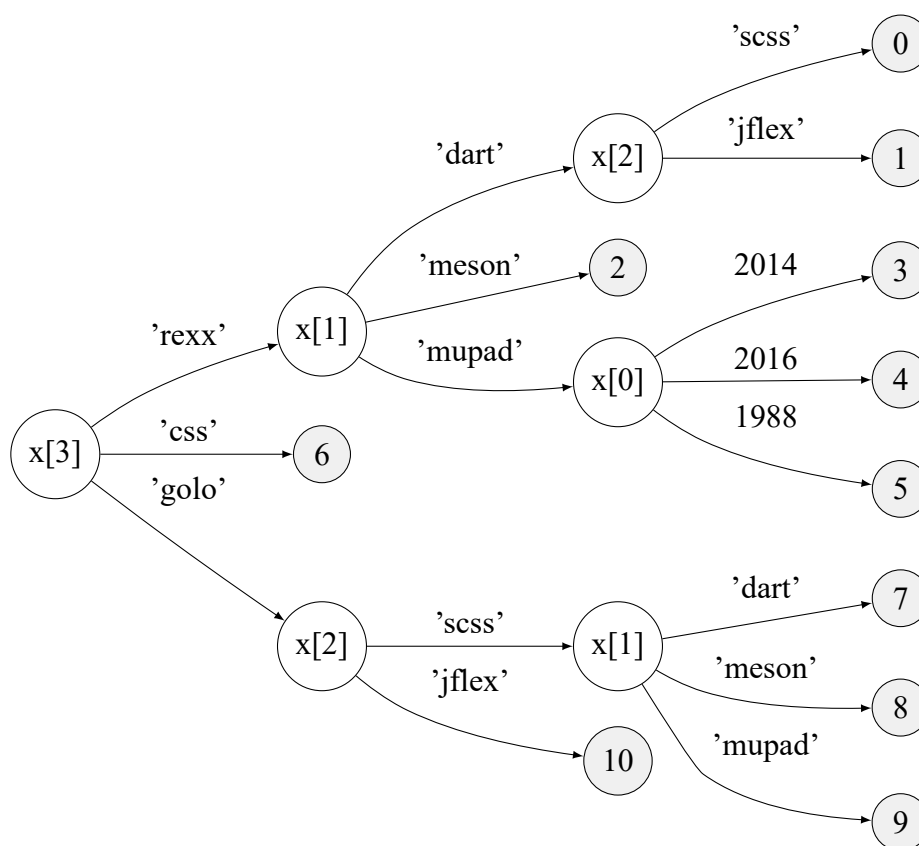 ’scss’
0
’jflex’
x[2]
1
’dart’
’meson’
2
2014
3
’rexx’
x[1]
’mupad’
x[0]
2016
4
’css’
1988
x[3]
6
’golo’
5
’dart’
7
x[2]
’scss’
x[1]
’jflex’
’meson’
8
’mupad’
10
9